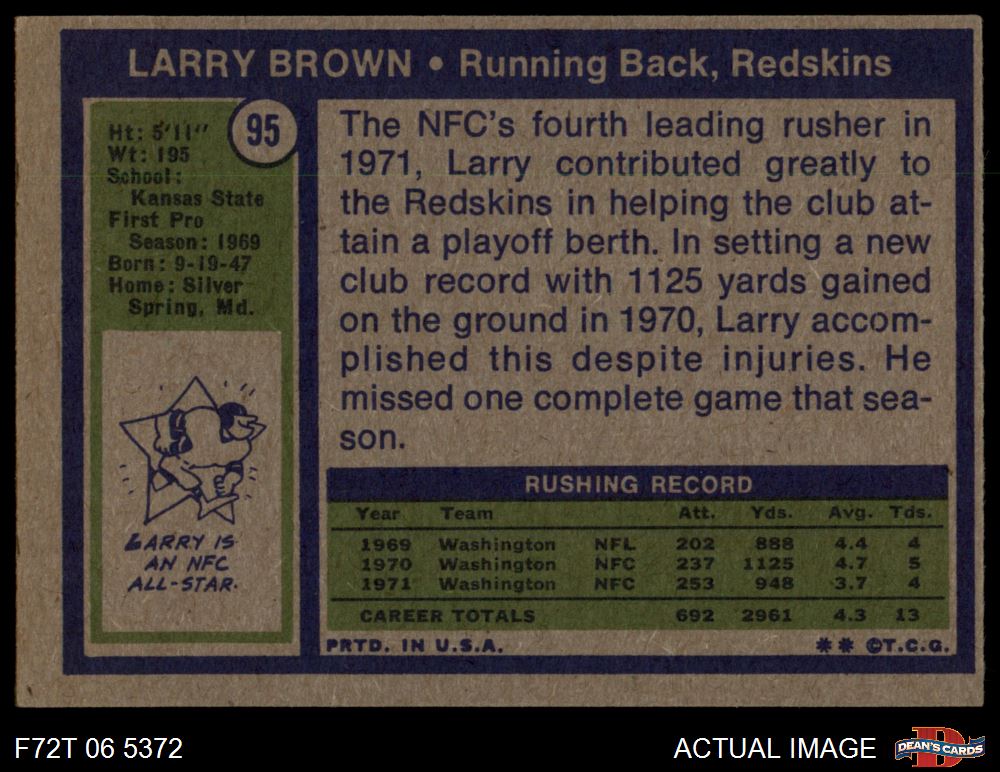 LARRY BROWN • Running Back, Redskins
95
Ht: 5'11"
Wt: 195
School:
Kansas State
First Pro
Season: 1969
Born: 9-19-47
Home: Silver
Spring, Md.
LARRY IS
AN NFC
ALL-STAR.
The NFC's fourth leading rusher in
1971, Larry contributed greatly to
the Redskins in helping the club at-
tain a playoff berth. In setting a new
club record with 1125 yards gained
on the ground in 1970, Larry accom-
plished this despite injuries. He
missed one complete game that sea-
son.
RUSHING RECORD
Year Team Att. Yds. Avg. Tds.
1969 Washington NFL 202 888 4.4 4
1970 Washington NFC 237 1125 4.7 5
1971 Washington NFC 253 948 3.7 4
CAREER TOTALS 692 2961 4.3 13
PRTD. IN U.S.A. ** ©T.C.G.
F72T 06 5372 ACTUAL IMAGE
DEAN'S CARDS